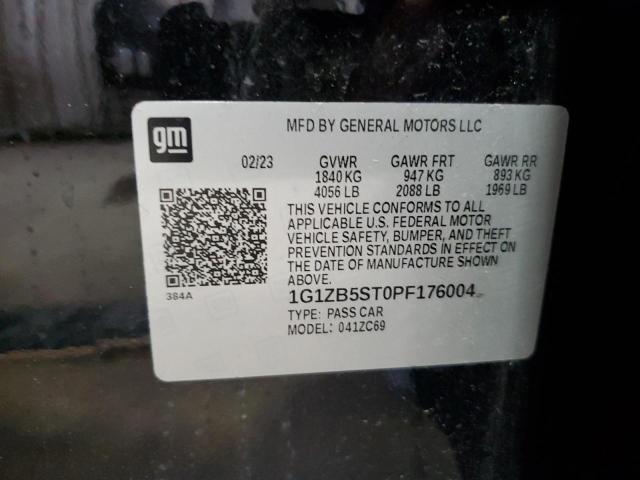 gm
MFD BY GENERAL MOTORS LLC
02/23 GVWR GAWR FRT GAWR RR
1840 KG 947 KG 893 KG
4056 LB 2088 LB 1969 LB
THIS VEHICLE CONFORMS TO ALL
APPLICABLE U.S. FEDERAL MOTOR
VEHICLE SAFETY, BUMPER, AND THEFT
PREVENTION STANDARDS IN EFFECT ON
THE DATE OF MANUFACTURE SHOWN
ABOVE.
384A
1G1ZB5ST0PF176004
TYPE: PASS CAR
MODEL: 041ZC69